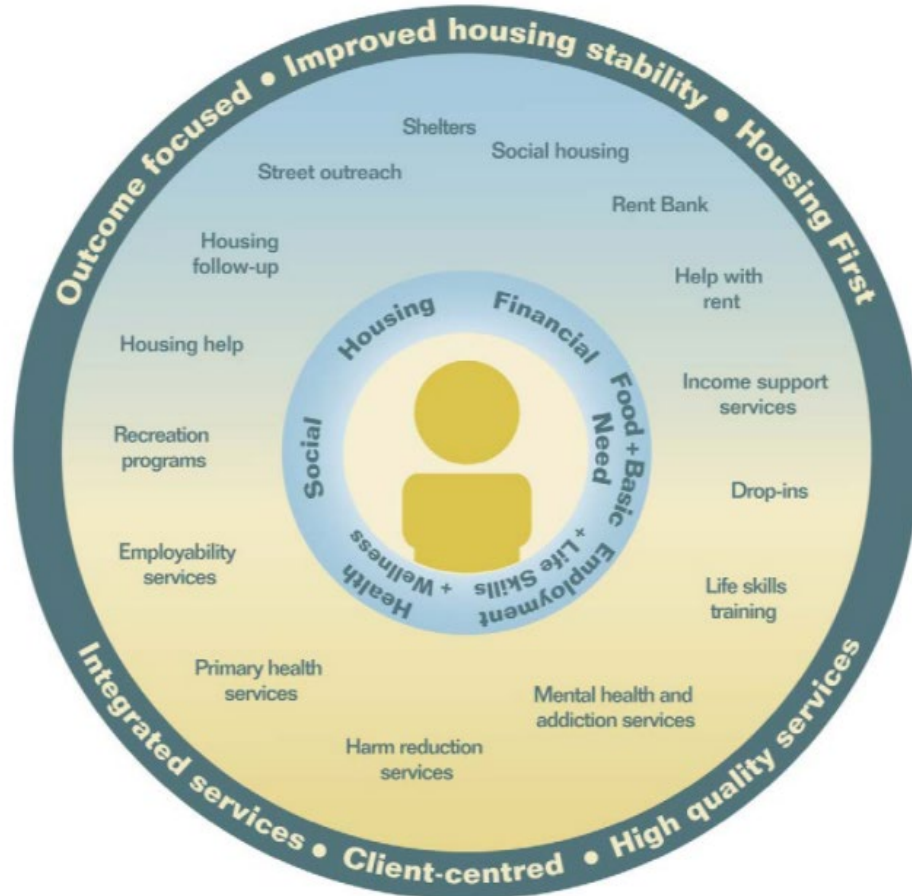 Outcome focused • Improved housing stability • Housing First
Shelters
Social housing
Street outreach
Rent Bank
Housing
follow-up
Help with
rent
Housing help
Income support
services
Recreation
programs
Drop-ins
Employability
services
Life skills
training
Primary health
services
Mental health and
addiction services
Harm reduction
services
Housing
Financial
Food + Basic
Need
Employment
+ Life Skills
Health
+ Wellness
Social
Integrated services • Client-centred • High quality services